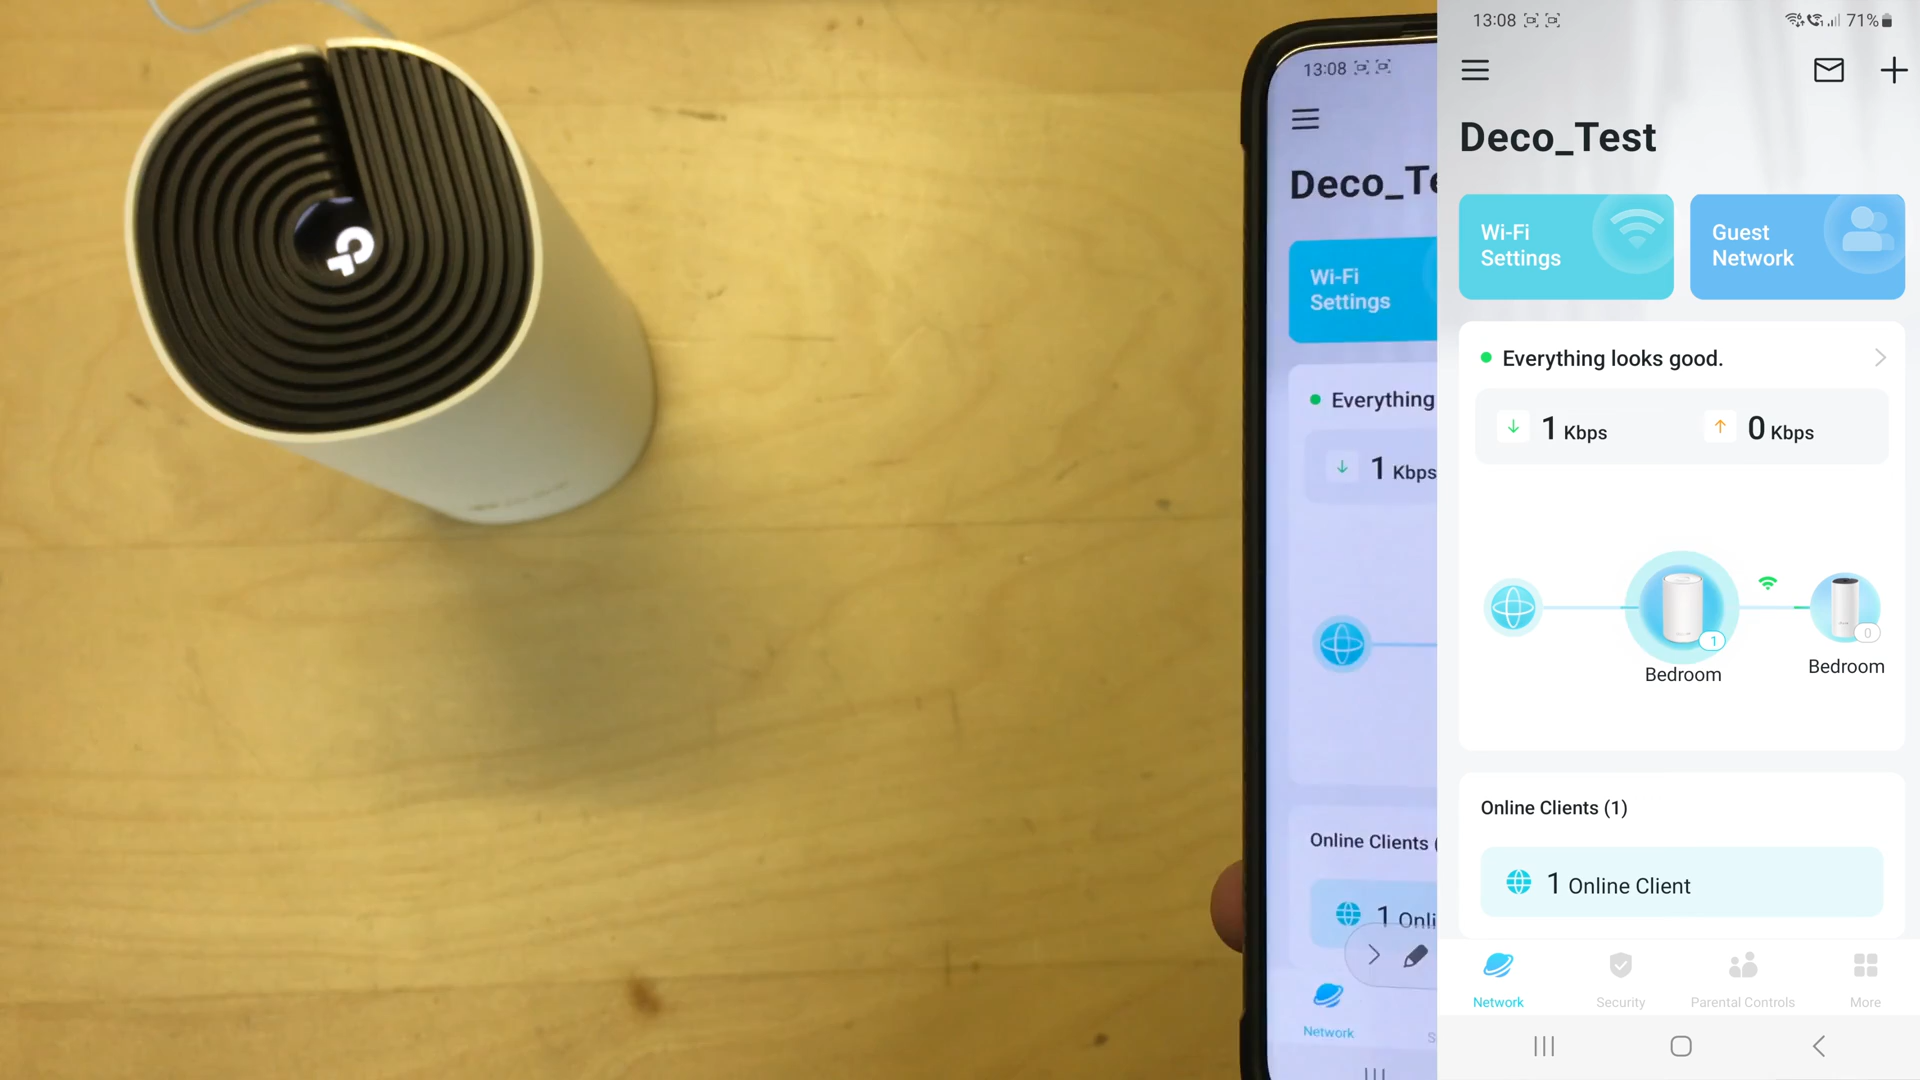 13:08
Deco_Te
Wi-Fi
Settings
Everything
1 Kbps
Online Clients (
1 Onli
Network
S
13:08
71%
Deco_Test
Wi-Fi
Settings
Guest
Network
Everything looks good.
1 Kbps
0 Kbps
1
0
Bedroom
Bedroom
Online Clients (1)
1 Online Client
Network
Security
Parental Controls
More